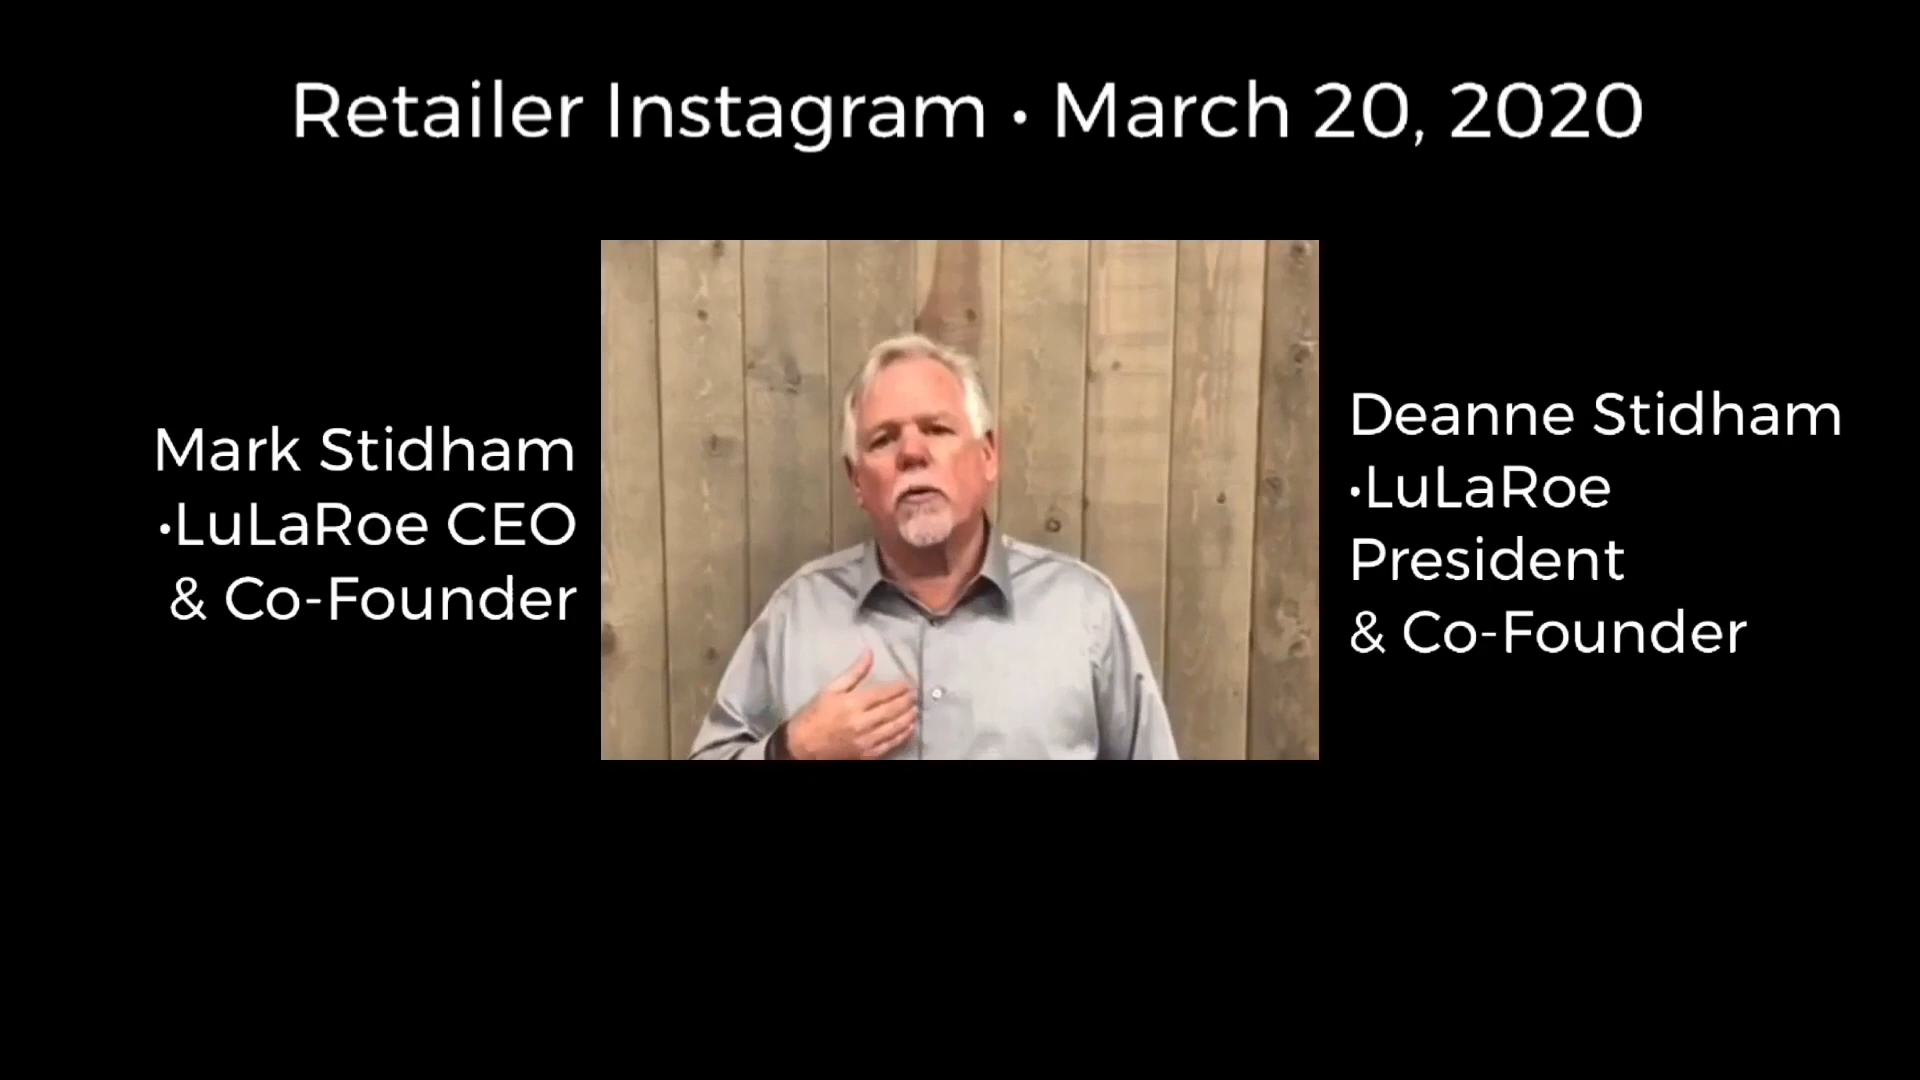 Retailer Instagram • March 20, 2020
Mark Stidham
•LuLaRoe CEO
& Co-Founder
Deanne Stidham
•LuLaRoe
President
& Co-Founder